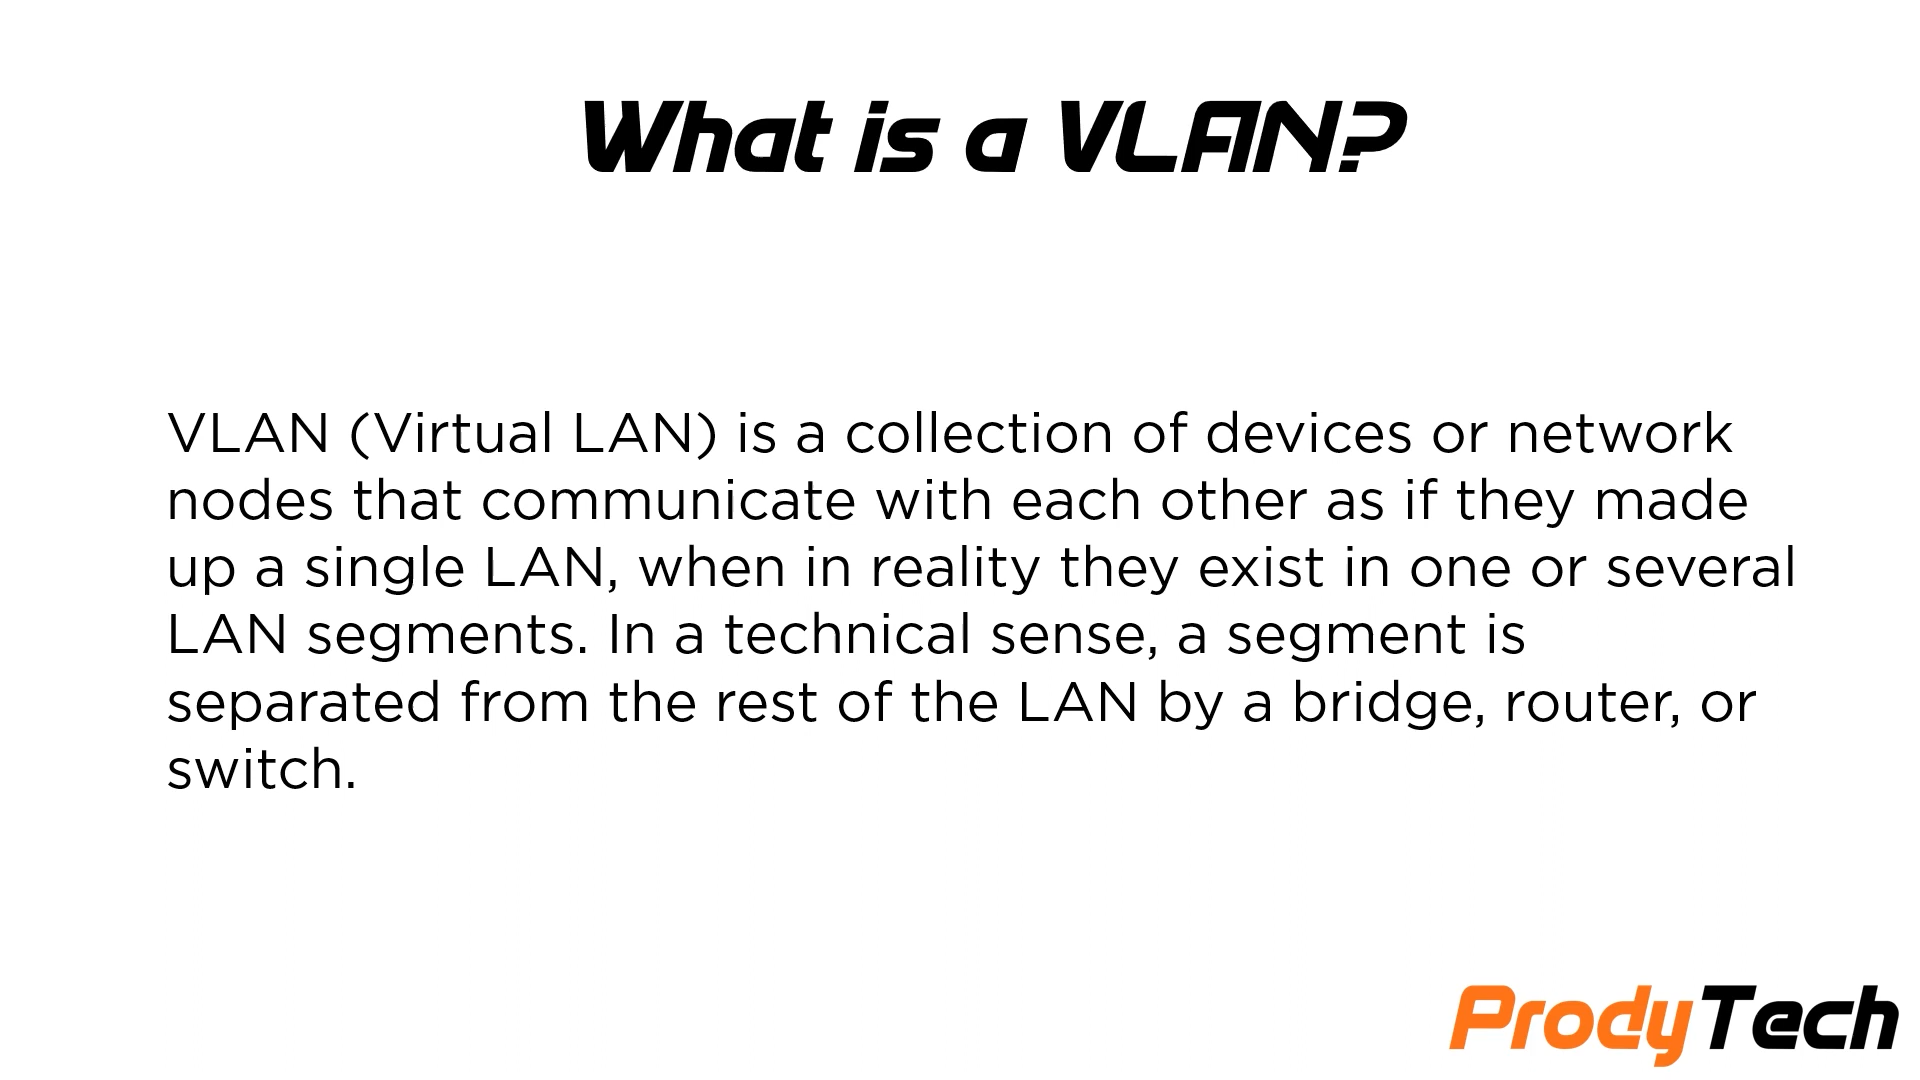 What is a VLAN?
VLAN (Virtual LAN) is a collection of devices or network
nodes that communicate with each other as if they made
up a single LAN, when in reality they exist in one or several
LAN segments. In a technical sense, a segment is
separated from the rest of the LAN by a bridge, router, or
switch.
ProdyTech